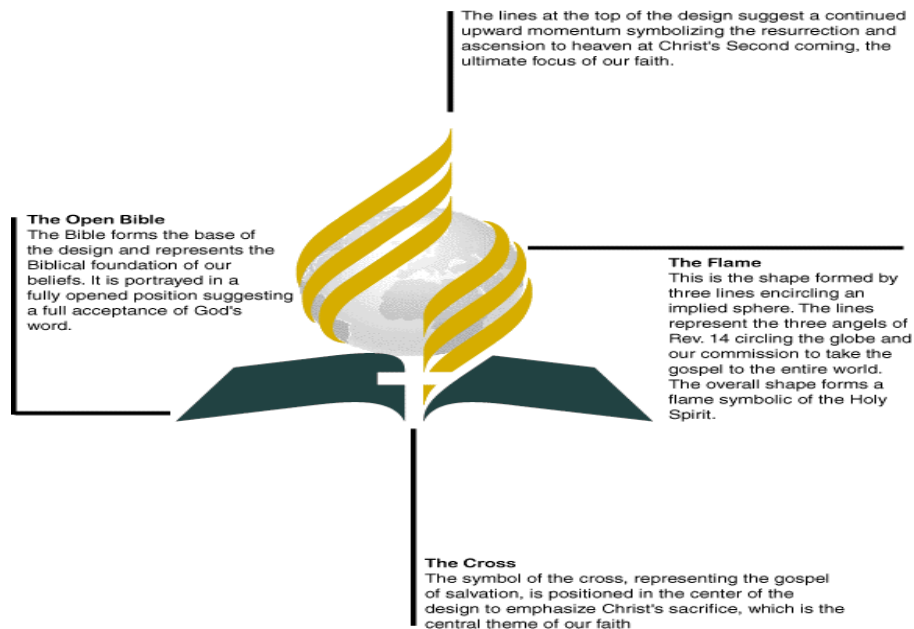 The lines at the top of the design suggest a continued
upward momentum symbolizing the resurrection and
ascension to heaven at Christ's Second coming, the
ultimate focus of our faith.
The Open Bible
The Bible forms the base of
the design and represents the
Biblical foundation of our
beliefs. It is portrayed in a
fully opened position suggesting
a full acceptance of God's
word.
The Flame
This is the shape formed by
three lines encircling an
implied sphere. The lines
represent the three angels of
Rev. 14 circling the globe and
our commission to take the
gospel to the entire world.
The overall shape forms a
flame symbolic of the Holy
Spirit.
The Cross
The symbol of the cross, representing the gospel
of salvation, is positioned in the center of the
design to emphasize Christ's sacrifice, which is the
central theme of our faith